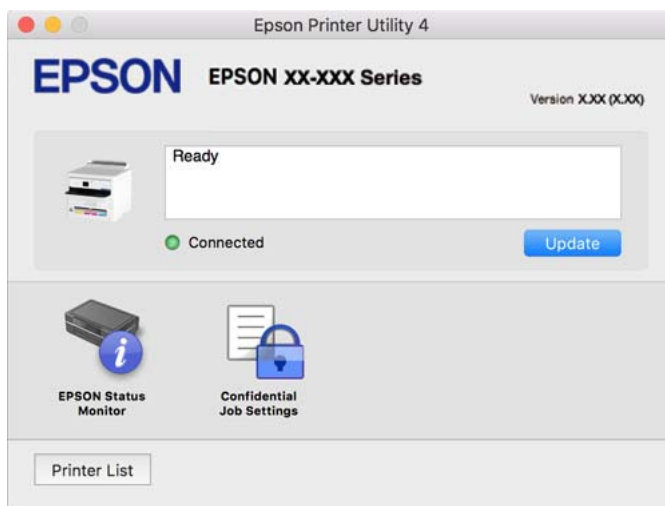 Epson Printer Utility 4
EPSON
EPSON XX-XXX Series
Version X.XX (X.XX)
Ready
Connected
Update
EPSON Status
Monitor
Confidential
Job Settings
Printer List